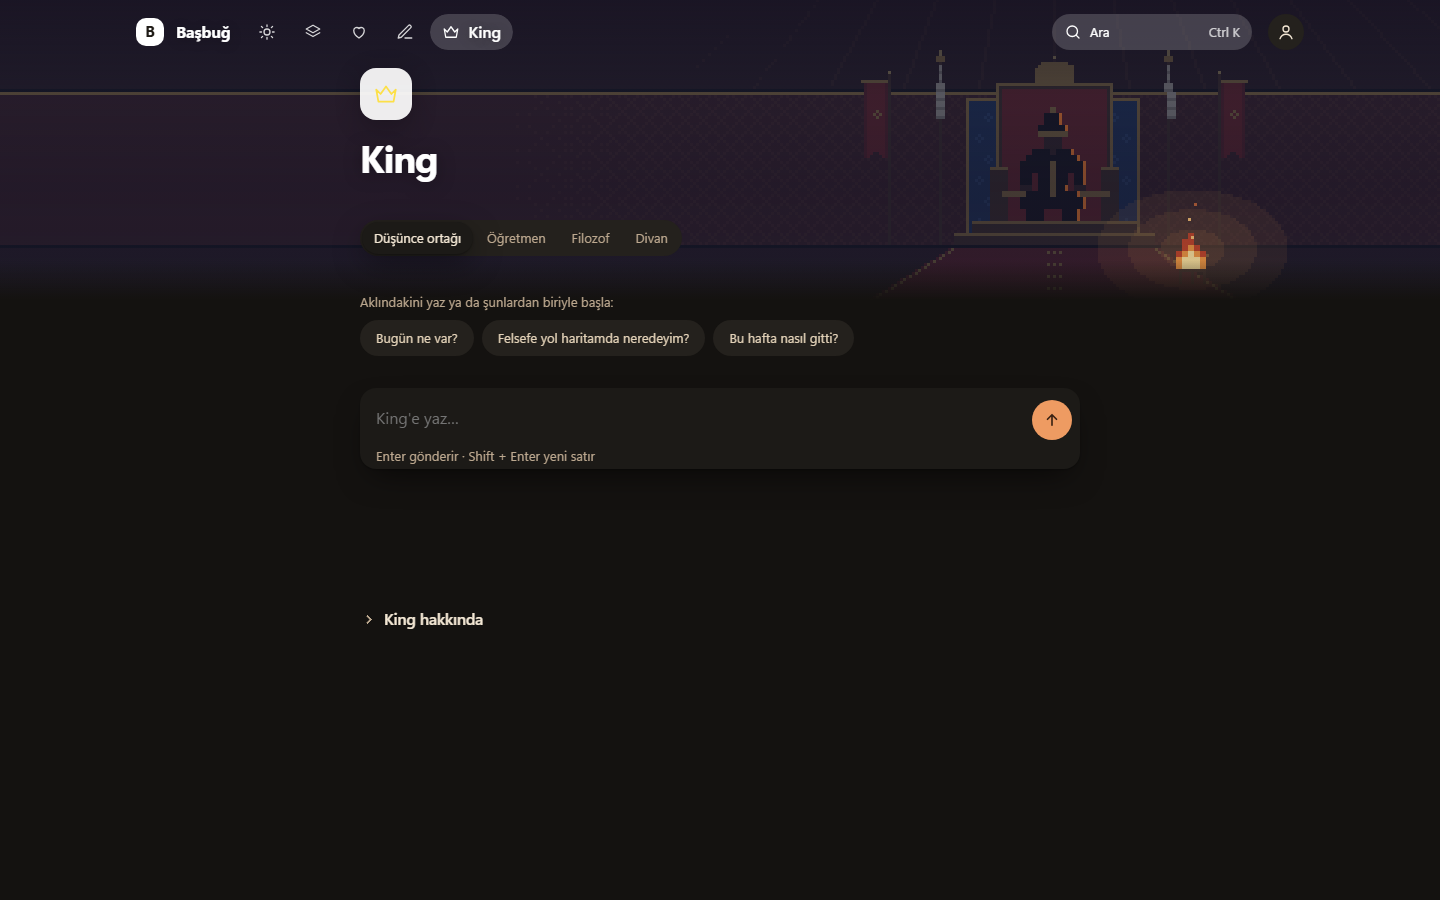 B Başbuğ King Ara Ctrl K
King
Düşünce ortağı Öğretmen Filozof Divan
Aklındakini yaz ya da şunlardan biriyle başla:
Bugün ne var? Felsefe yol haritamda neredeyim? Bu hafta nasıl gitti?
King'e yaz...
Enter gönderir · Shift + Enter yeni satır
King hakkında